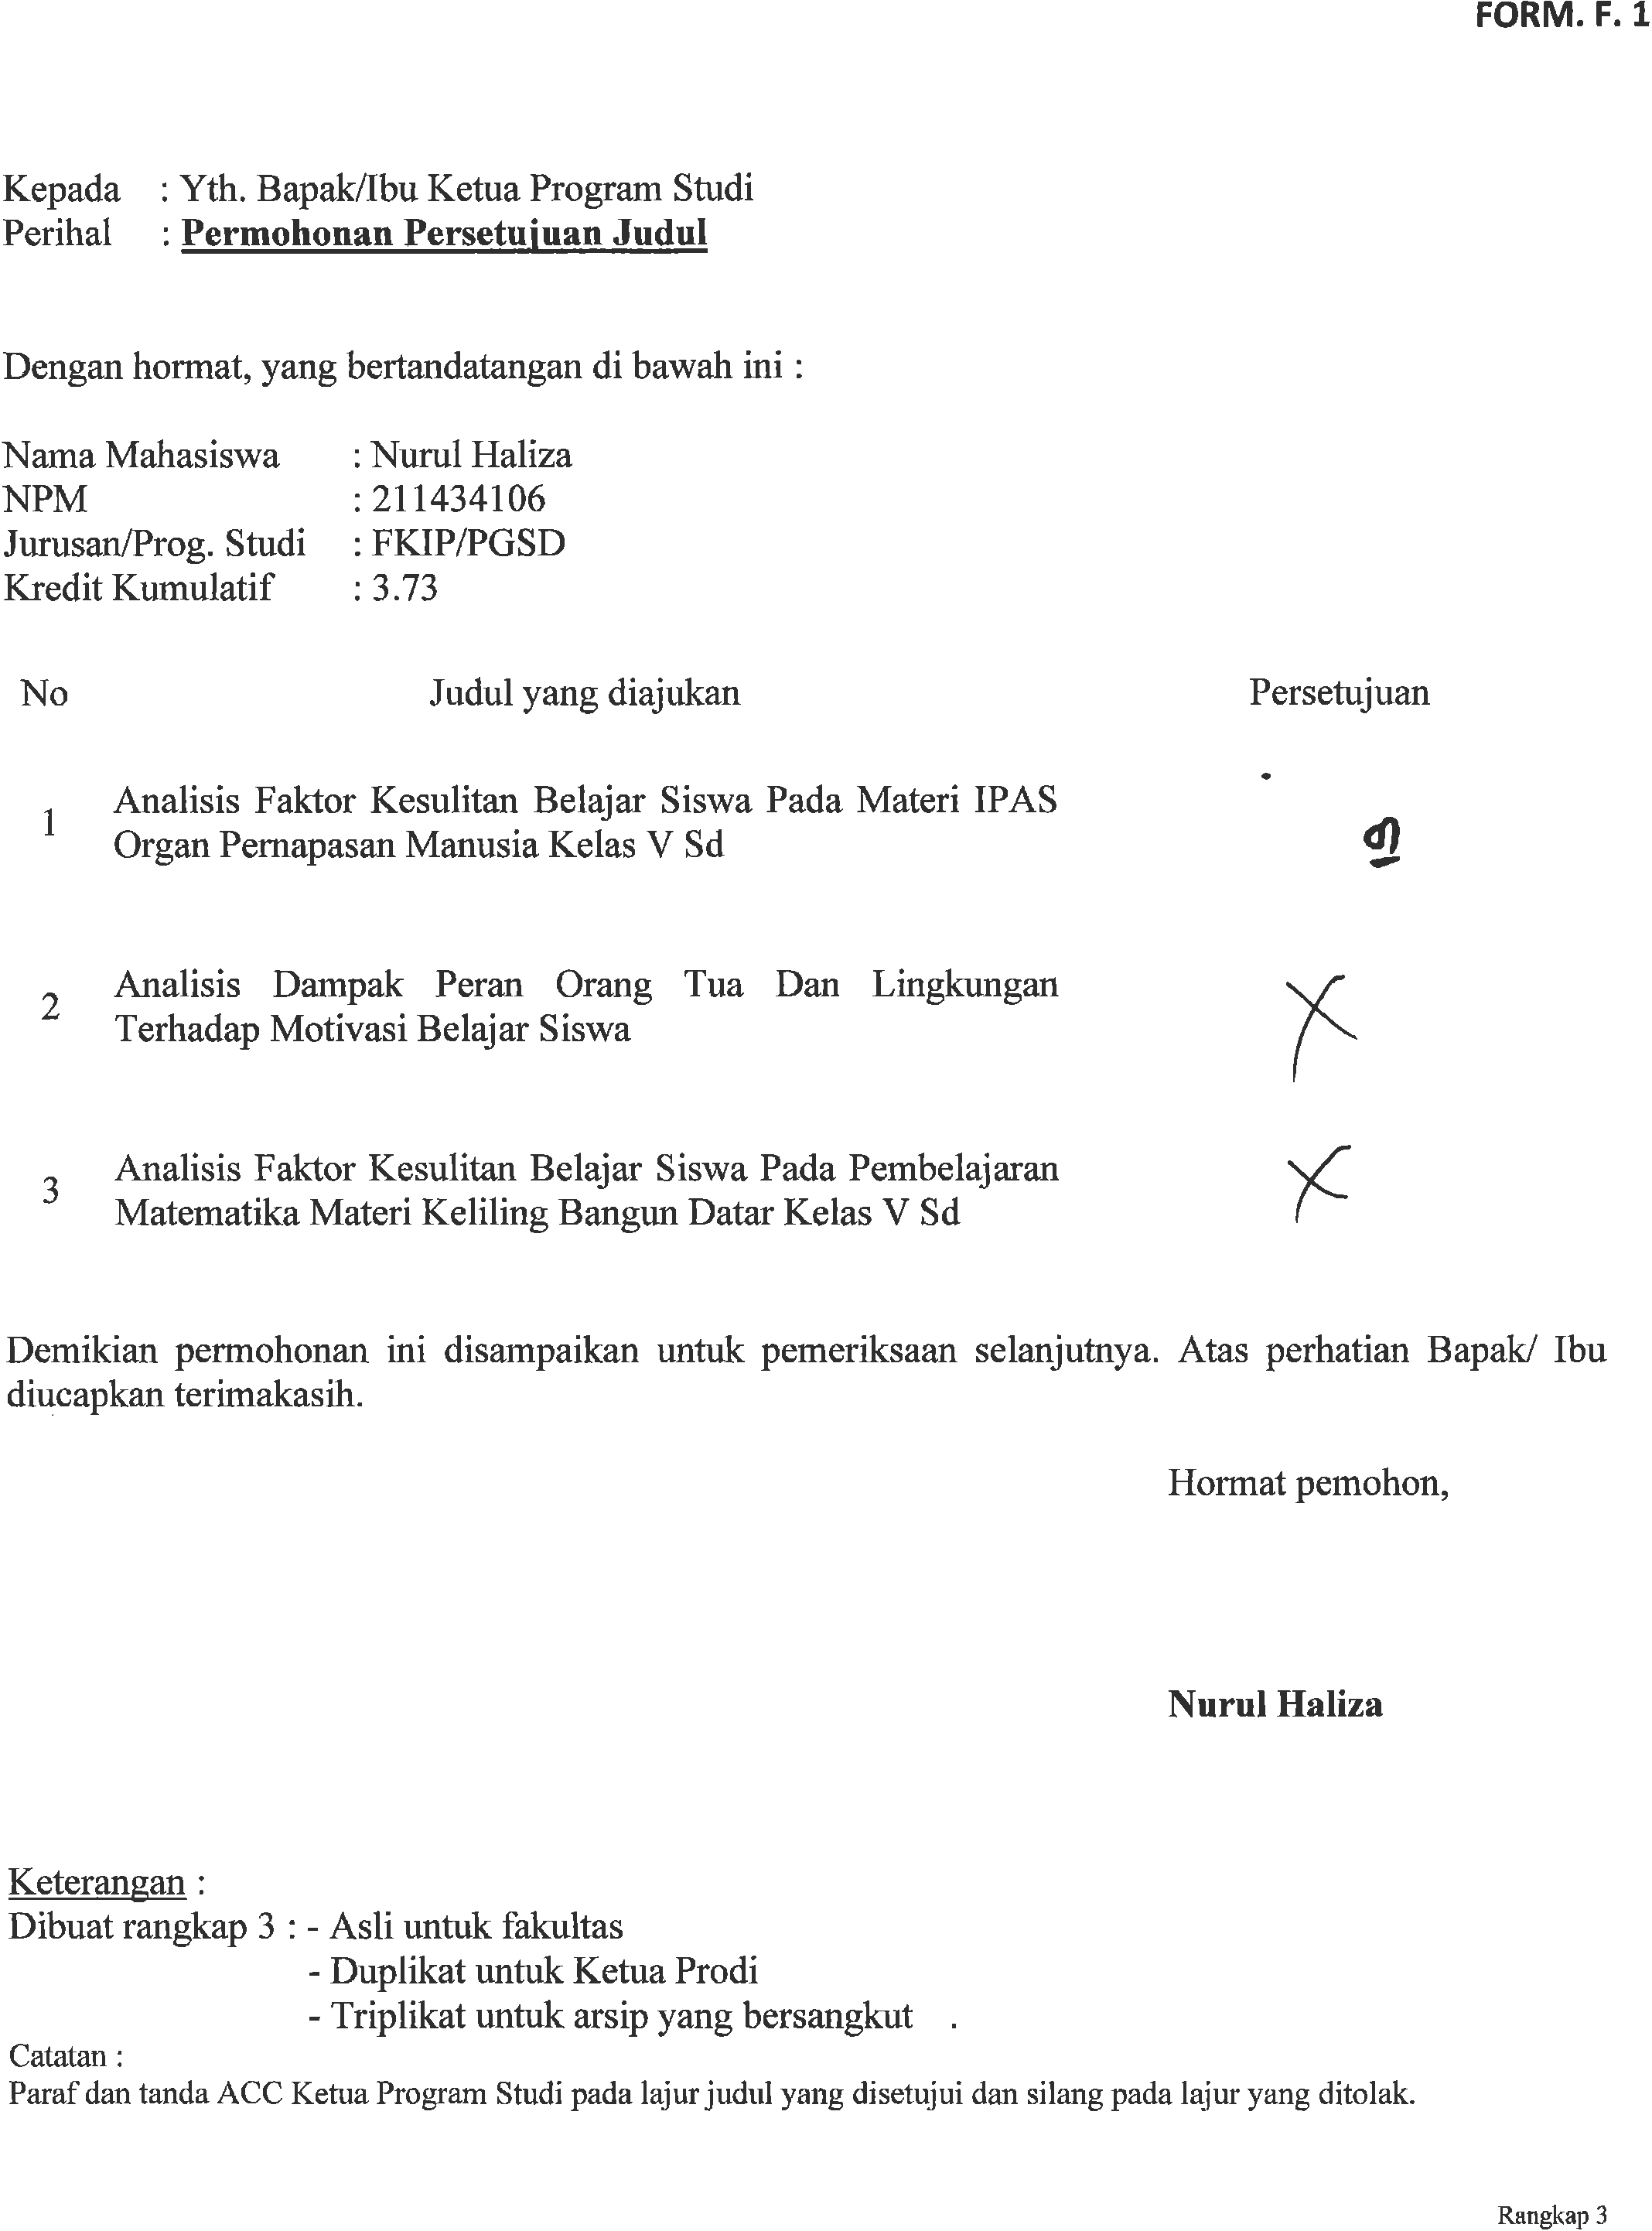 FORM. F. 1
Kepada : Yth. Bapak/Ibu Ketua Program Studi
Perihal : Permohonan Persetujuan Judul
Dengan hormat, yang bertandatangan di bawah ini :
Nama Mahasiswa : Nurul Haliza
NPM : 211434106
Jurusan/Prog. Studi : FKIP/PGSD
Kredit Kumulatif : 3.73
No Judul yang diajukan Persetujuan
1 Analisis Faktor Kesulitan Belajar Siswa Pada Materi IPAS
Organ Pernapasan Manusia Kelas V Sd
2 Analisis Dampak Peran Orang Tua Dan Lingkungan
Terhadap Motivasi Belajar Siswa
3 Analisis Faktor Kesulitan Belajar Siswa Pada Pembelajaran
Matematika Materi Keliling Bangun Datar Kelas V Sd
Demikian permohonan ini disampaikan untuk pemeriksaan selanjutnya. Atas perhatian Bapak/ Ibu
diucapkan terimakasih.
Hormat pemohon,
Nurul Haliza
Keterangan :
Dibuat rangkap 3 : - Asli untuk fakultas
- Duplikat untuk Ketua Prodi
- Triplikat untuk arsip yang bersangkut .
Catatan :
Paraf dan tanda ACC Ketua Program Studi pada lajur judul yang disetujui dan silang pada lajur yang ditolak.
Rangkap 3